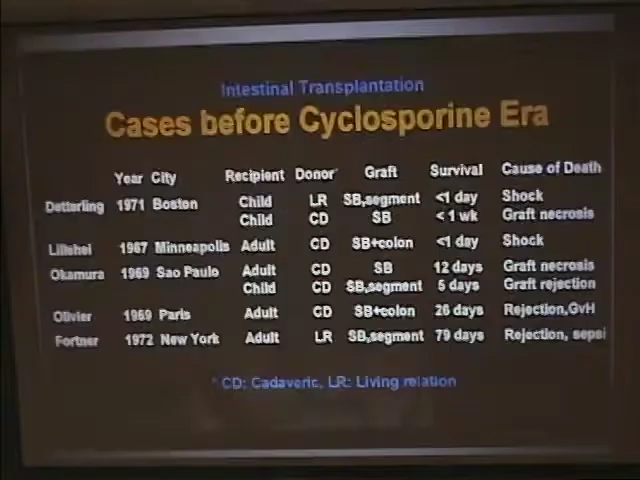 Intestinal Transplantation
Cases before Cyclosporine Era
Year City Recipient Donor* Graft Survival Cause of Death
Detterling 1971 Boston Child LR SB,segment <1 day Shock
Child CD SB < 1 wk Graft necrosis
Lillehei 1967 Minneapolis Adult CD SB+colon <1 day Shock
Okamura 1969 Sao Paulo Adult CD SB 12 days Graft necrosis
Child CD SB,segment 5 days Graft rejection
Olivier 1969 Paris Adult CD SB+colon 26 days Rejection,GvH
Fortner 1972 New York Adult LR SB,segment 79 days Rejection, sepsi
* CD: Cadaveric, LR: Living relation